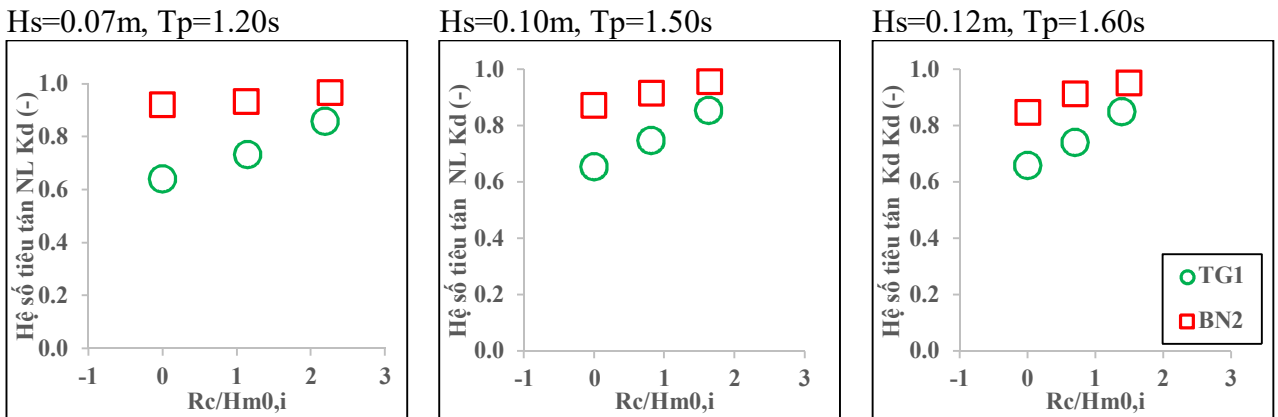 Hs=0.07m, Tp=1.20s
Hệ số tiêu tán NL Kd (-)
1.0
0.8
0.6
0.4
0.2
0.0
-1 0 1 2 3
Rc/Hm0,i
Hs=0.10m, Tp=1.50s
Hệ số tiêu tán NL Kd (-)
1.0
0.8
0.6
0.4
0.2
0.0
-1 0 1 2 3
Rc/Hm0,i
Hs=0.12m, Tp=1.60s
Hệ số tiêu tán Kd Kd (-)
1.0
0.8
0.6
0.4
0.2
0.0
-1 0 1 2 3
Rc/Hm0,i
TG1
BN2